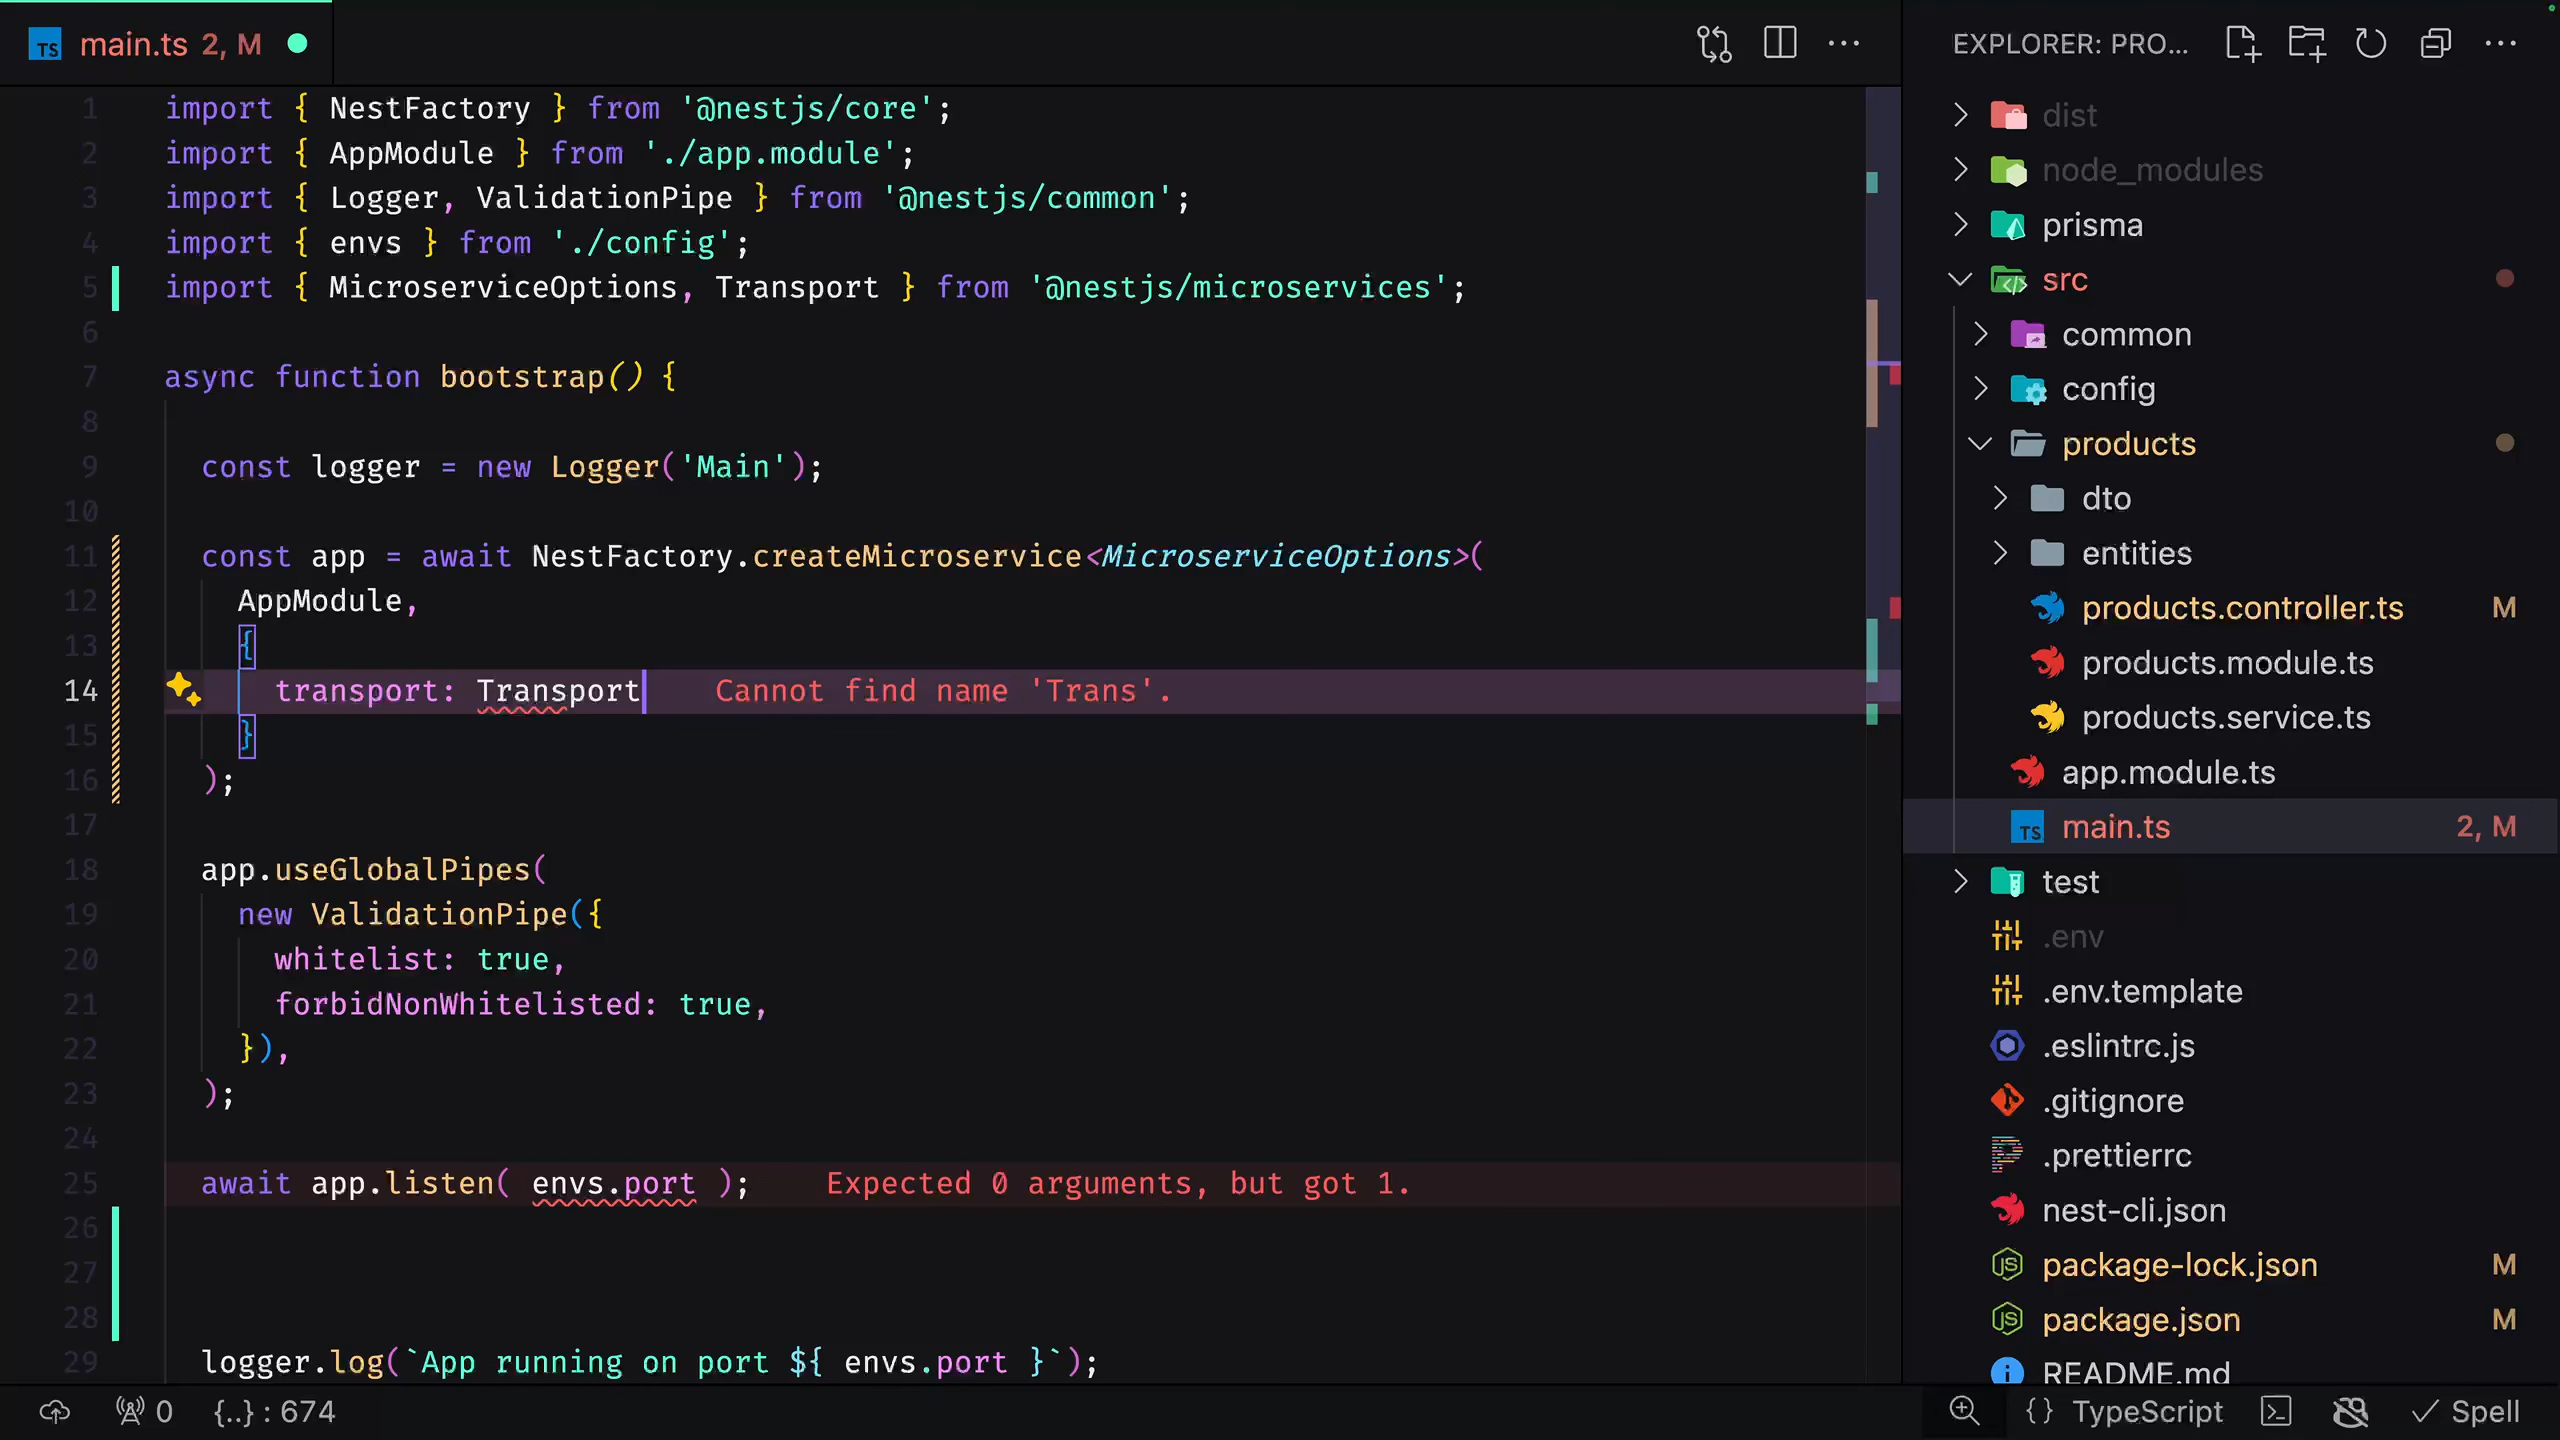 TS main.ts 2, M
1 import { NestFactory } from '@nestjs/core';
2 import { AppModule } from './app.module';
3 import { Logger, ValidationPipe } from '@nestjs/common';
4 import { envs } from './config';
5 import { MicroserviceOptions, Transport } from '@nestjs/microservices';
6
7 async function bootstrap() {
8
9 const logger = new Logger('Main');
10
11 const app = await NestFactory.createMicroservice<MicroserviceOptions>(
12 AppModule,
13 {
14 transport: Transport Cannot find name 'Trans'.
15 }
16 );
17
18 app.useGlobalPipes(
19 new ValidationPipe({
20 whitelist: true,
21 forbidNonWhitelisted: true,
22 }),
23 );
24
25 await app.listen( envs.port ); Expected 0 arguments, but got 1.
26
27
28
29 logger.log(`App running on port ${ envs.port }`);
EXPLORER: PRO...
dist
node_modules
prisma
src
common
config
products
dto
entities
products.controller.ts M
products.module.ts
products.service.ts
app.module.ts
TS main.ts 2, M
test
.env
.env.template
.eslintrc.js
.gitignore
.prettierrc
nest-cli.json
package-lock.json M
package.json M
README.md
0 {..} : 674 {} TypeScript Spell